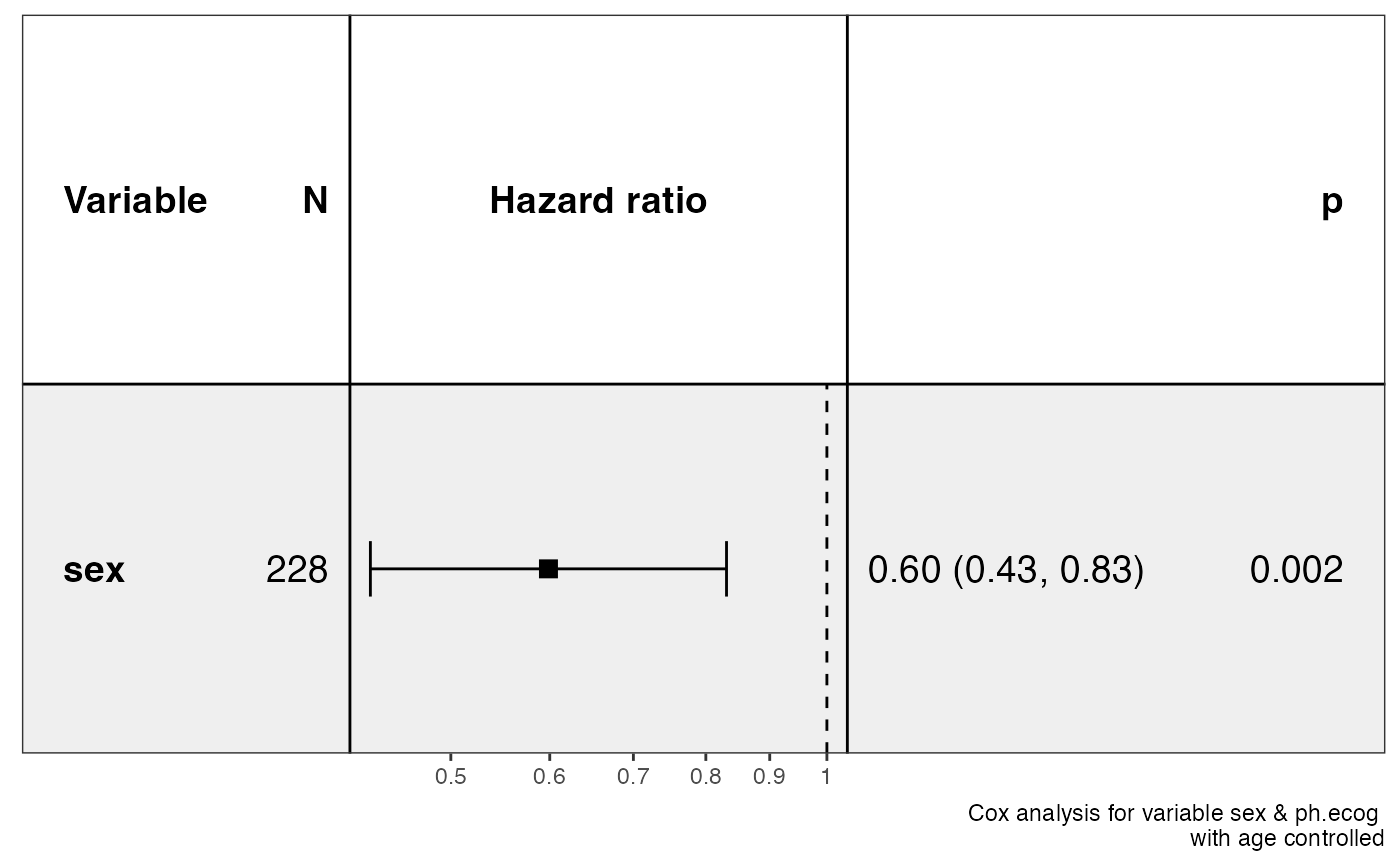 Variable N Hazard ratio p
sex 228 0.60 (0.43, 0.83) 0.002
0.5 0.6 0.7 0.8 0.9 1
Cox analysis for variable sex & ph.ecog
with age controlled